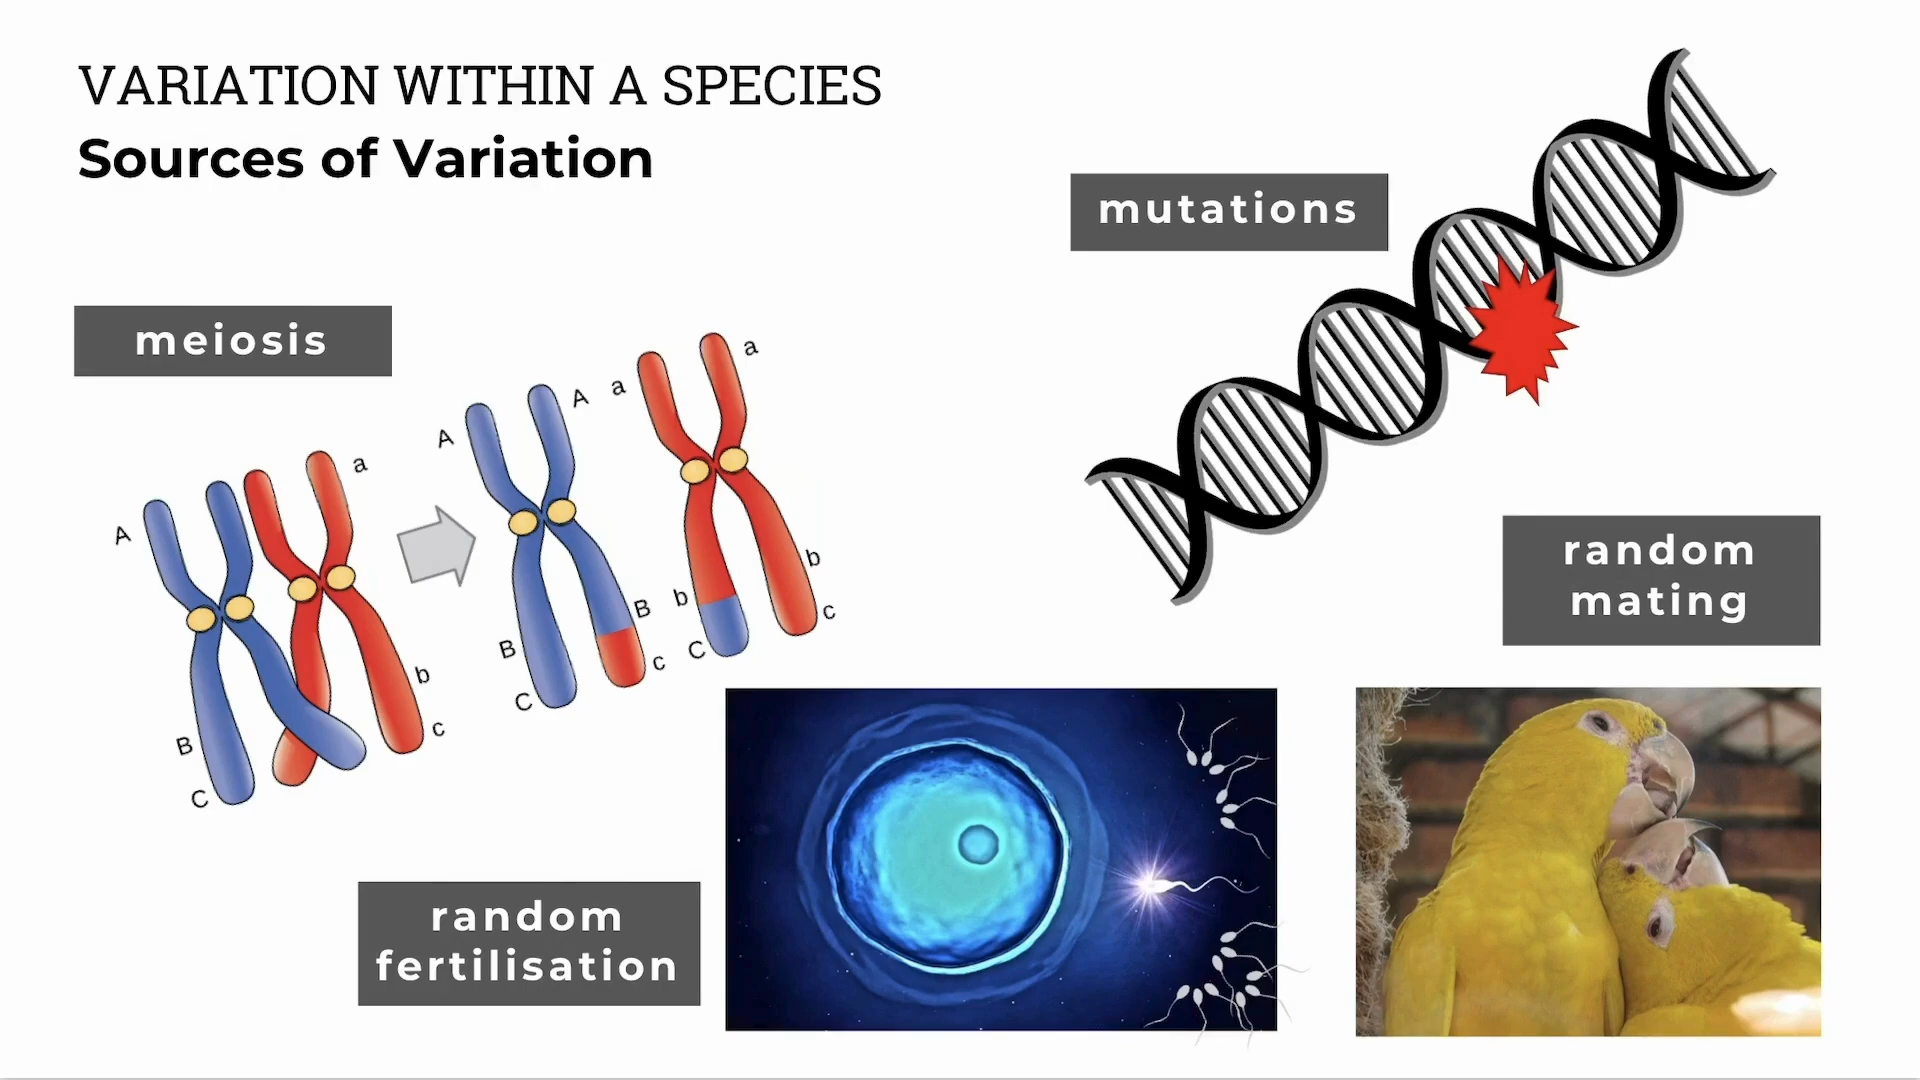 VARIATION WITHIN A SPECIES
Sources of Variation
mutations
meiosis
A
a
A
A
a
a
B
C
b
c
B
C
B
c
b
C
b
c
random
mating
random
fertilisation